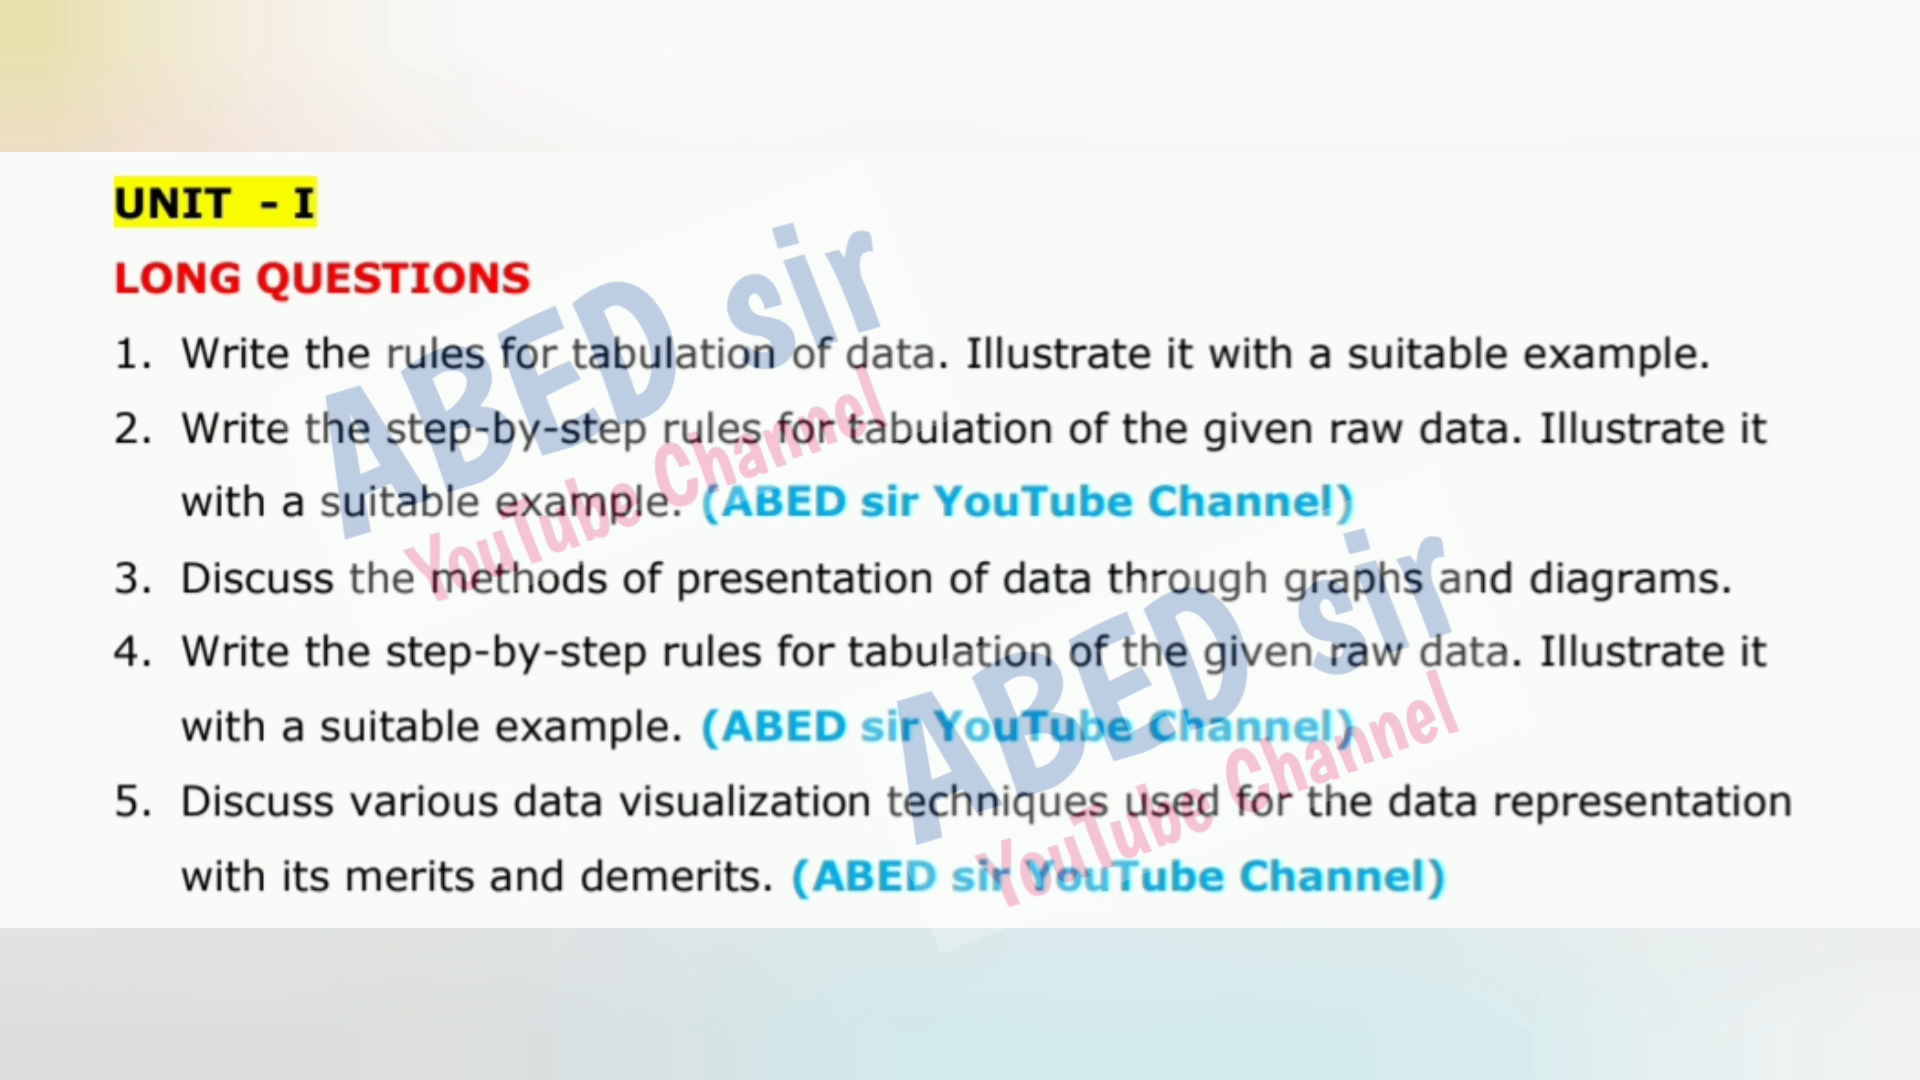 UNIT - I
LONG QUESTIONS
1. Write the rules for tabulation of data. Illustrate it with a suitable example.
2. Write the step-by-step rules for tabulation of the given raw data. Illustrate it
with a suitable example. (ABED sir YouTube Channel)
3. Discuss the methods of presentation of data through graphs and diagrams.
4. Write the step-by-step rules for tabulation of the given raw data. Illustrate it
with a suitable example. (ABED sir YouTube Channel)
5. Discuss various data visualization techniques used for the data representation
with its merits and demerits. (ABED sir YouTube Channel)
ABED sir
YouTube Channel
ABED sir
YouTube Channel